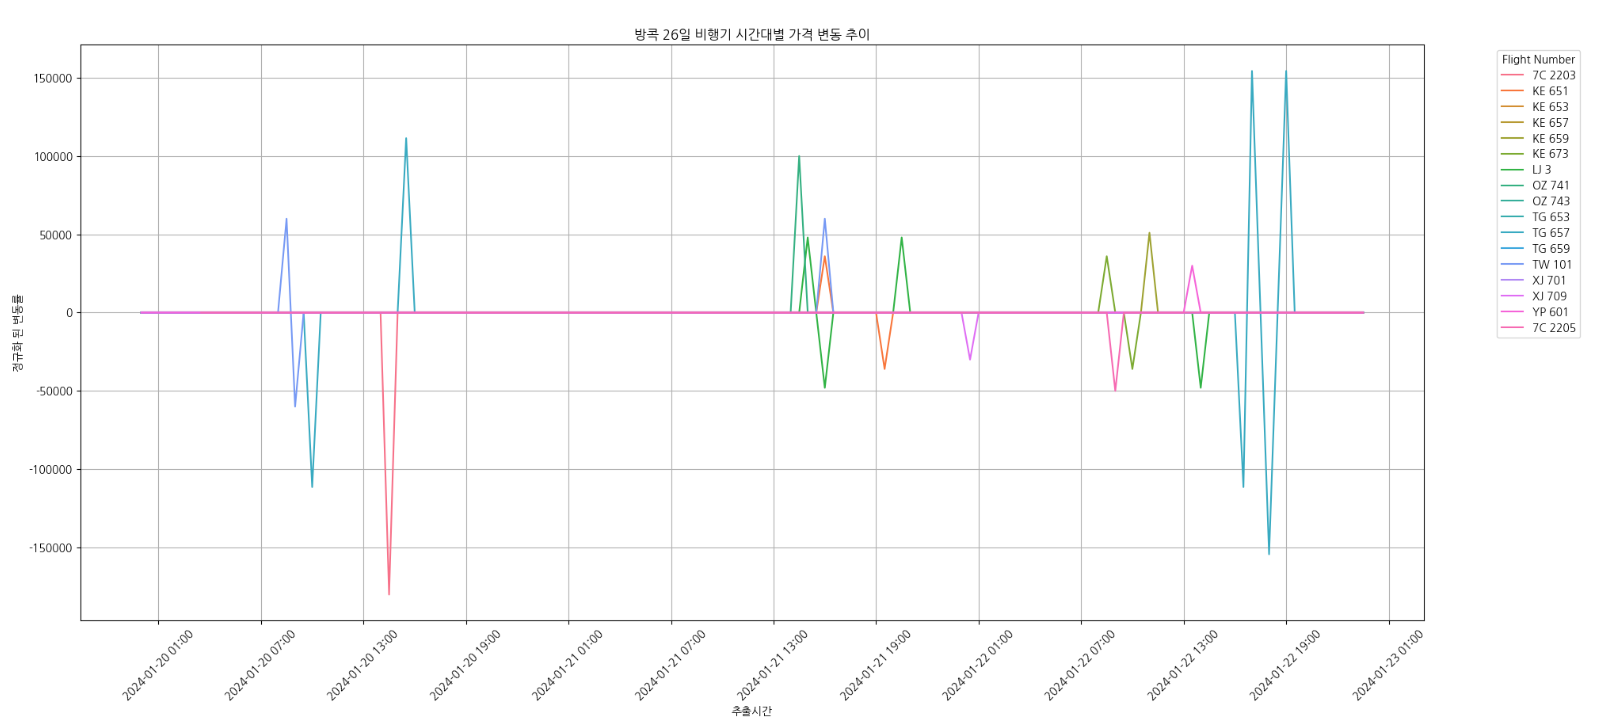 방콕 26일 비행기 시간대별 가격 변동 추이
정규화 된 변동률
150000
100000
50000
0
-50000
-100000
-150000
2024-01-20 01:00
2024-01-20 07:00
2024-01-20 13:00
2024-01-20 19:00
2024-01-21 01:00
2024-01-21 07:00
2024-01-21 13:00
2024-01-21 19:00
2024-01-22 01:00
2024-01-22 07:00
2024-01-22 13:00
2024-01-22 19:00
2024-01-23 01:00
추출시간
Flight Number
7C 2203
KE 651
KE 653
KE 657
KE 659
KE 673
LJ 3
OZ 741
OZ 743
TG 653
TG 657
TG 659
TW 101
XJ 701
XJ 709
YP 601
7C 2205